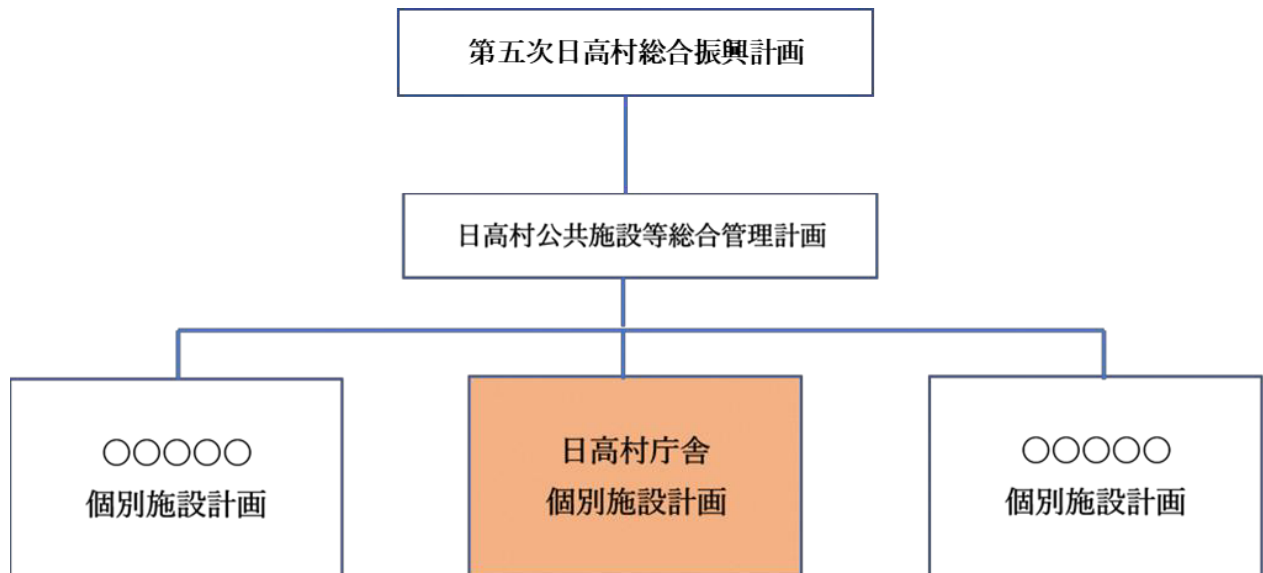 第五次日高村総合振興計画
日高村公共施設等総合管理計画
○○○○○
個別施設計画
日高村庁舎
個別施設計画
○○○○○
個別施設計画